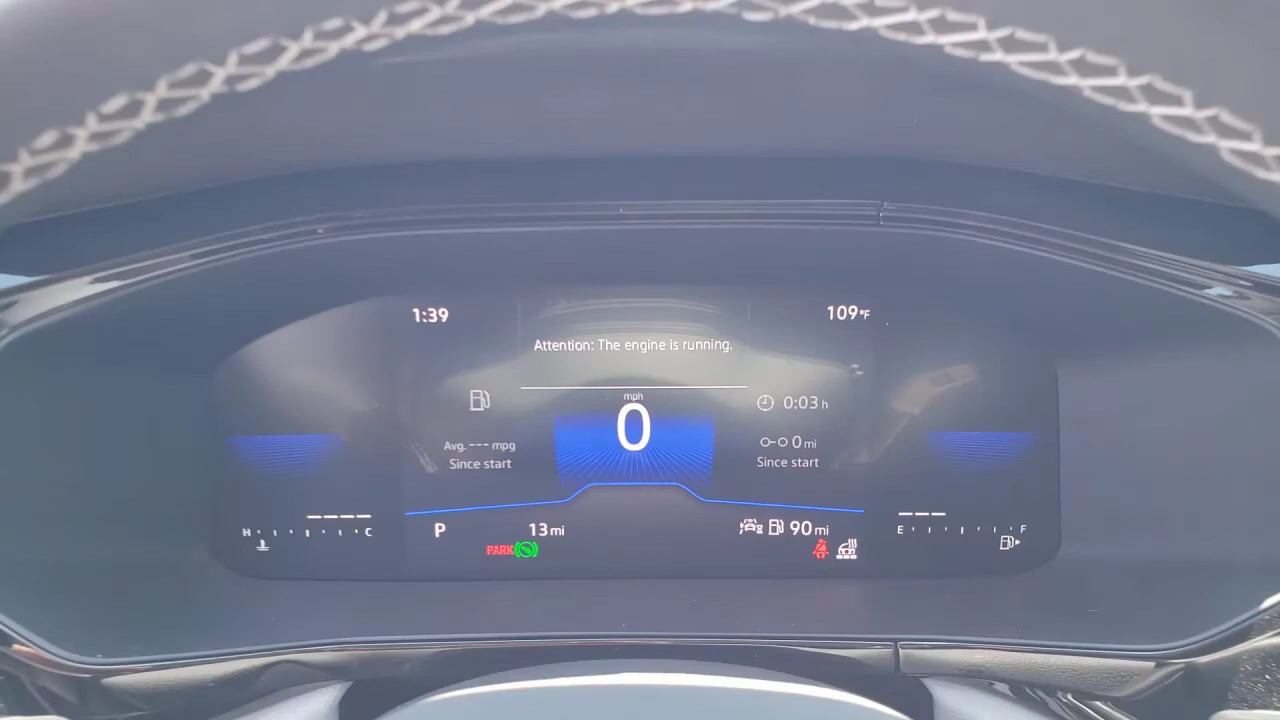 1:39
109°F
Attention: The engine is running.
mph
0
0:03 h
Avg. --- mpg
0 mi
Since start
Since start
H
C
P
13 mi
90 mi
E
F
PARK